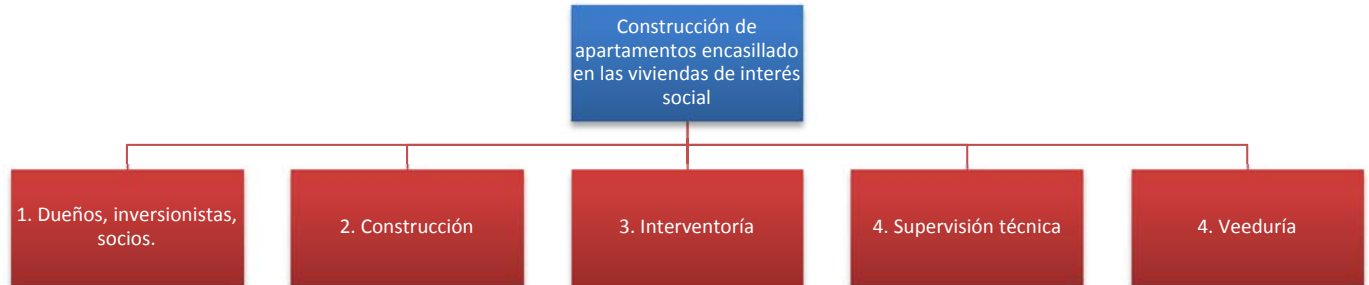 Construcción de
apartamentos encasillado
en las viviendas de interés
social
1. Dueños, inversionistas,
socios.
2. Construcción
3. Interventoría
4. Supervisión técnica
4. Veeduría